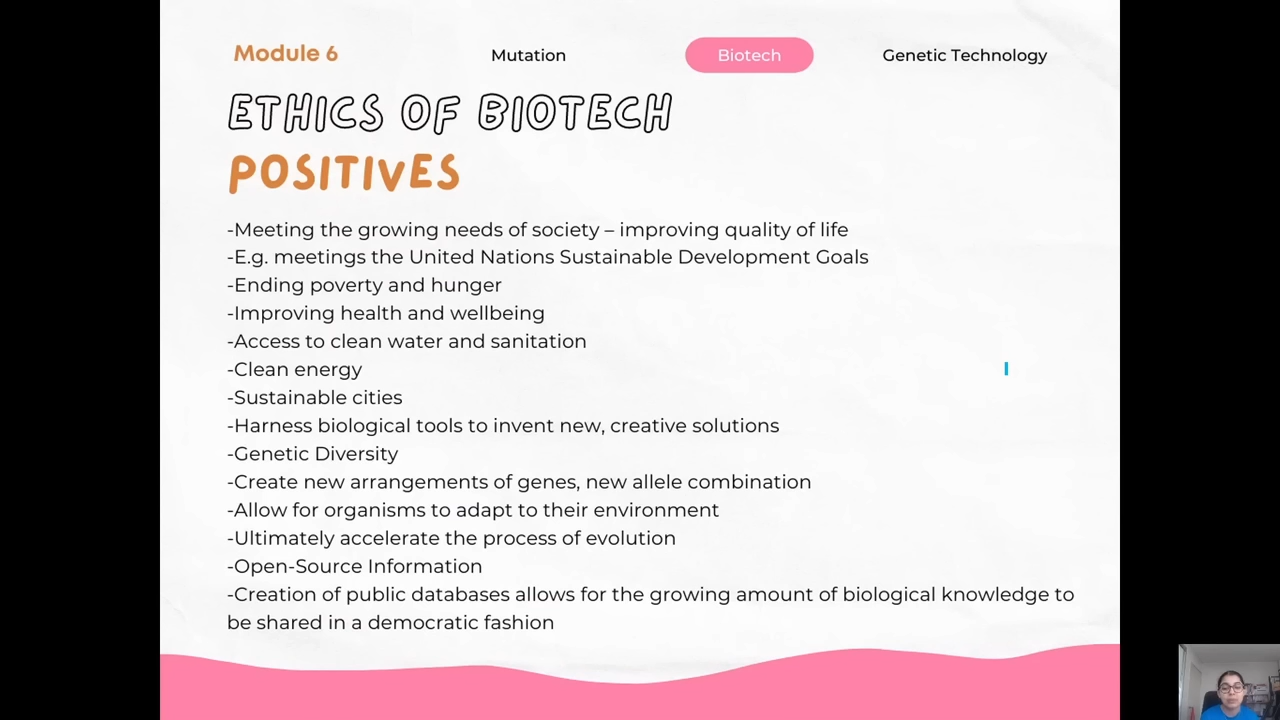 Module 6
Mutation
Biotech
Genetic Technology
ETHICS OF BIOTECH
POSITIVES
-Meeting the growing needs of society – improving quality of life
-E.g. meetings the United Nations Sustainable Development Goals
-Ending poverty and hunger
-Improving health and wellbeing
-Access to clean water and sanitation
-Clean energy
-Sustainable cities
-Harness biological tools to invent new, creative solutions
-Genetic Diversity
-Create new arrangements of genes, new allele combination
-Allow for organisms to adapt to their environment
-Ultimately accelerate the process of evolution
-Open-Source Information
-Creation of public databases allows for the growing amount of biological knowledge to
be shared in a democratic fashion